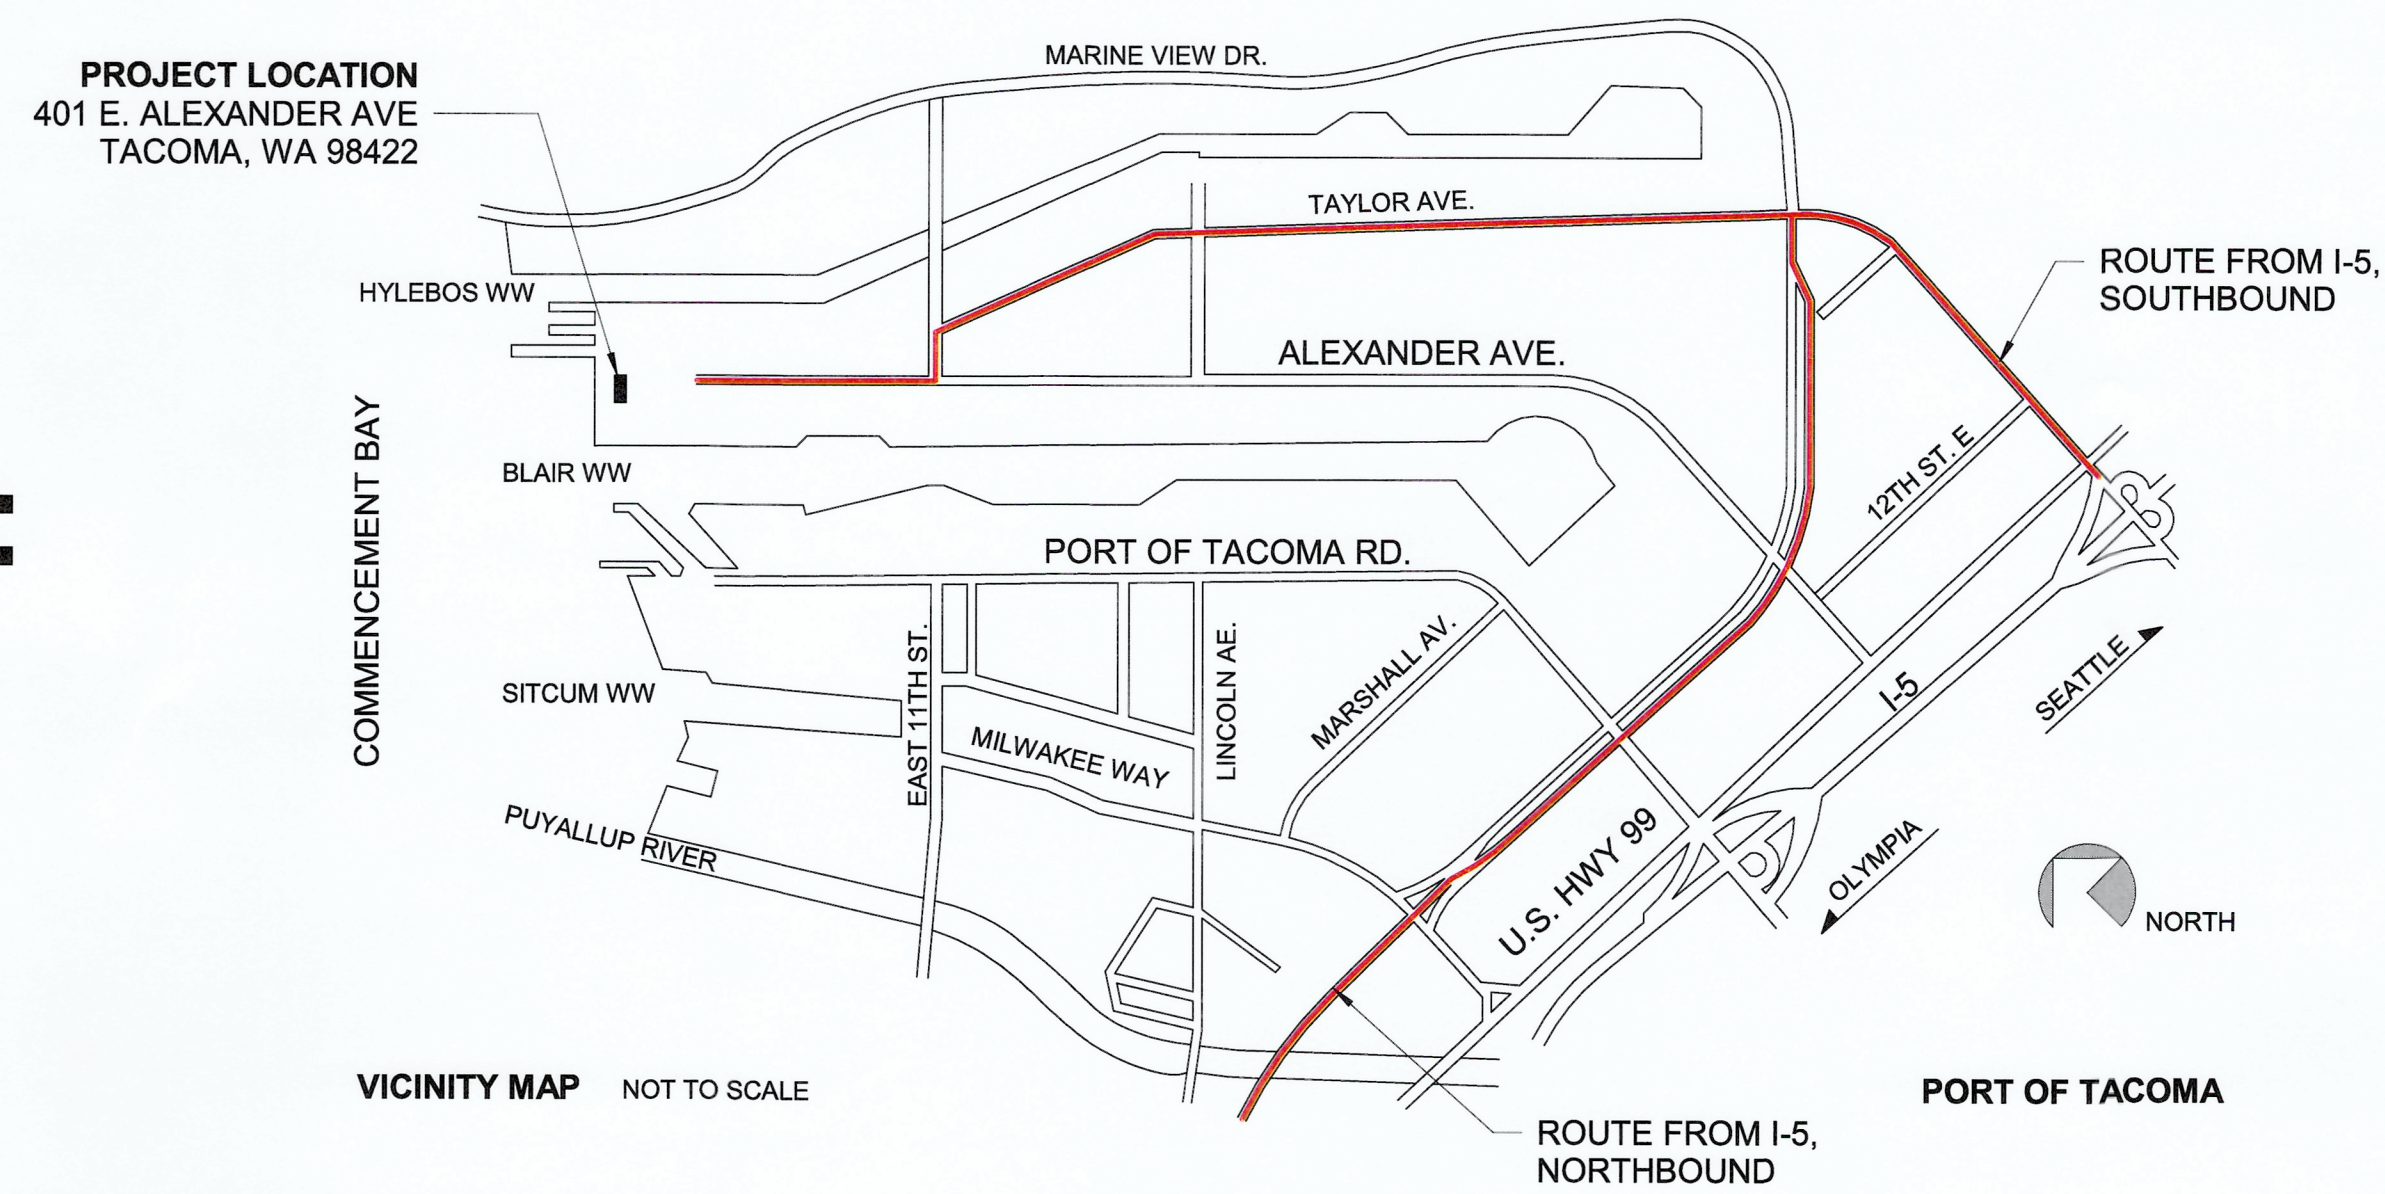 MARINE VIEW DR.
PROJECT LOCATION
401 E. ALEXANDER AVE
TACOMA, WA 98422
TAYLOR AVE.
ROUTE FROM I-5,
SOUTHBOUND
HYLEBOS WW
ALEXANDER AVE.
COMMENCEMENT BAY
BLAIR WW
12TH ST. E
PORT OF TACOMA RD.
SITCUM WW
EAST 11TH ST.
MILWAKEE WAY
LINCOLN AE.
MARSHALL AV.
I-5
SEATTLE
PUYALLUP RIVER
U.S. HWY 99
OLYMPIA
NORTH
VICINITY MAP NOT TO SCALE
PORT OF TACOMA
ROUTE FROM I-5,
NORTHBOUND